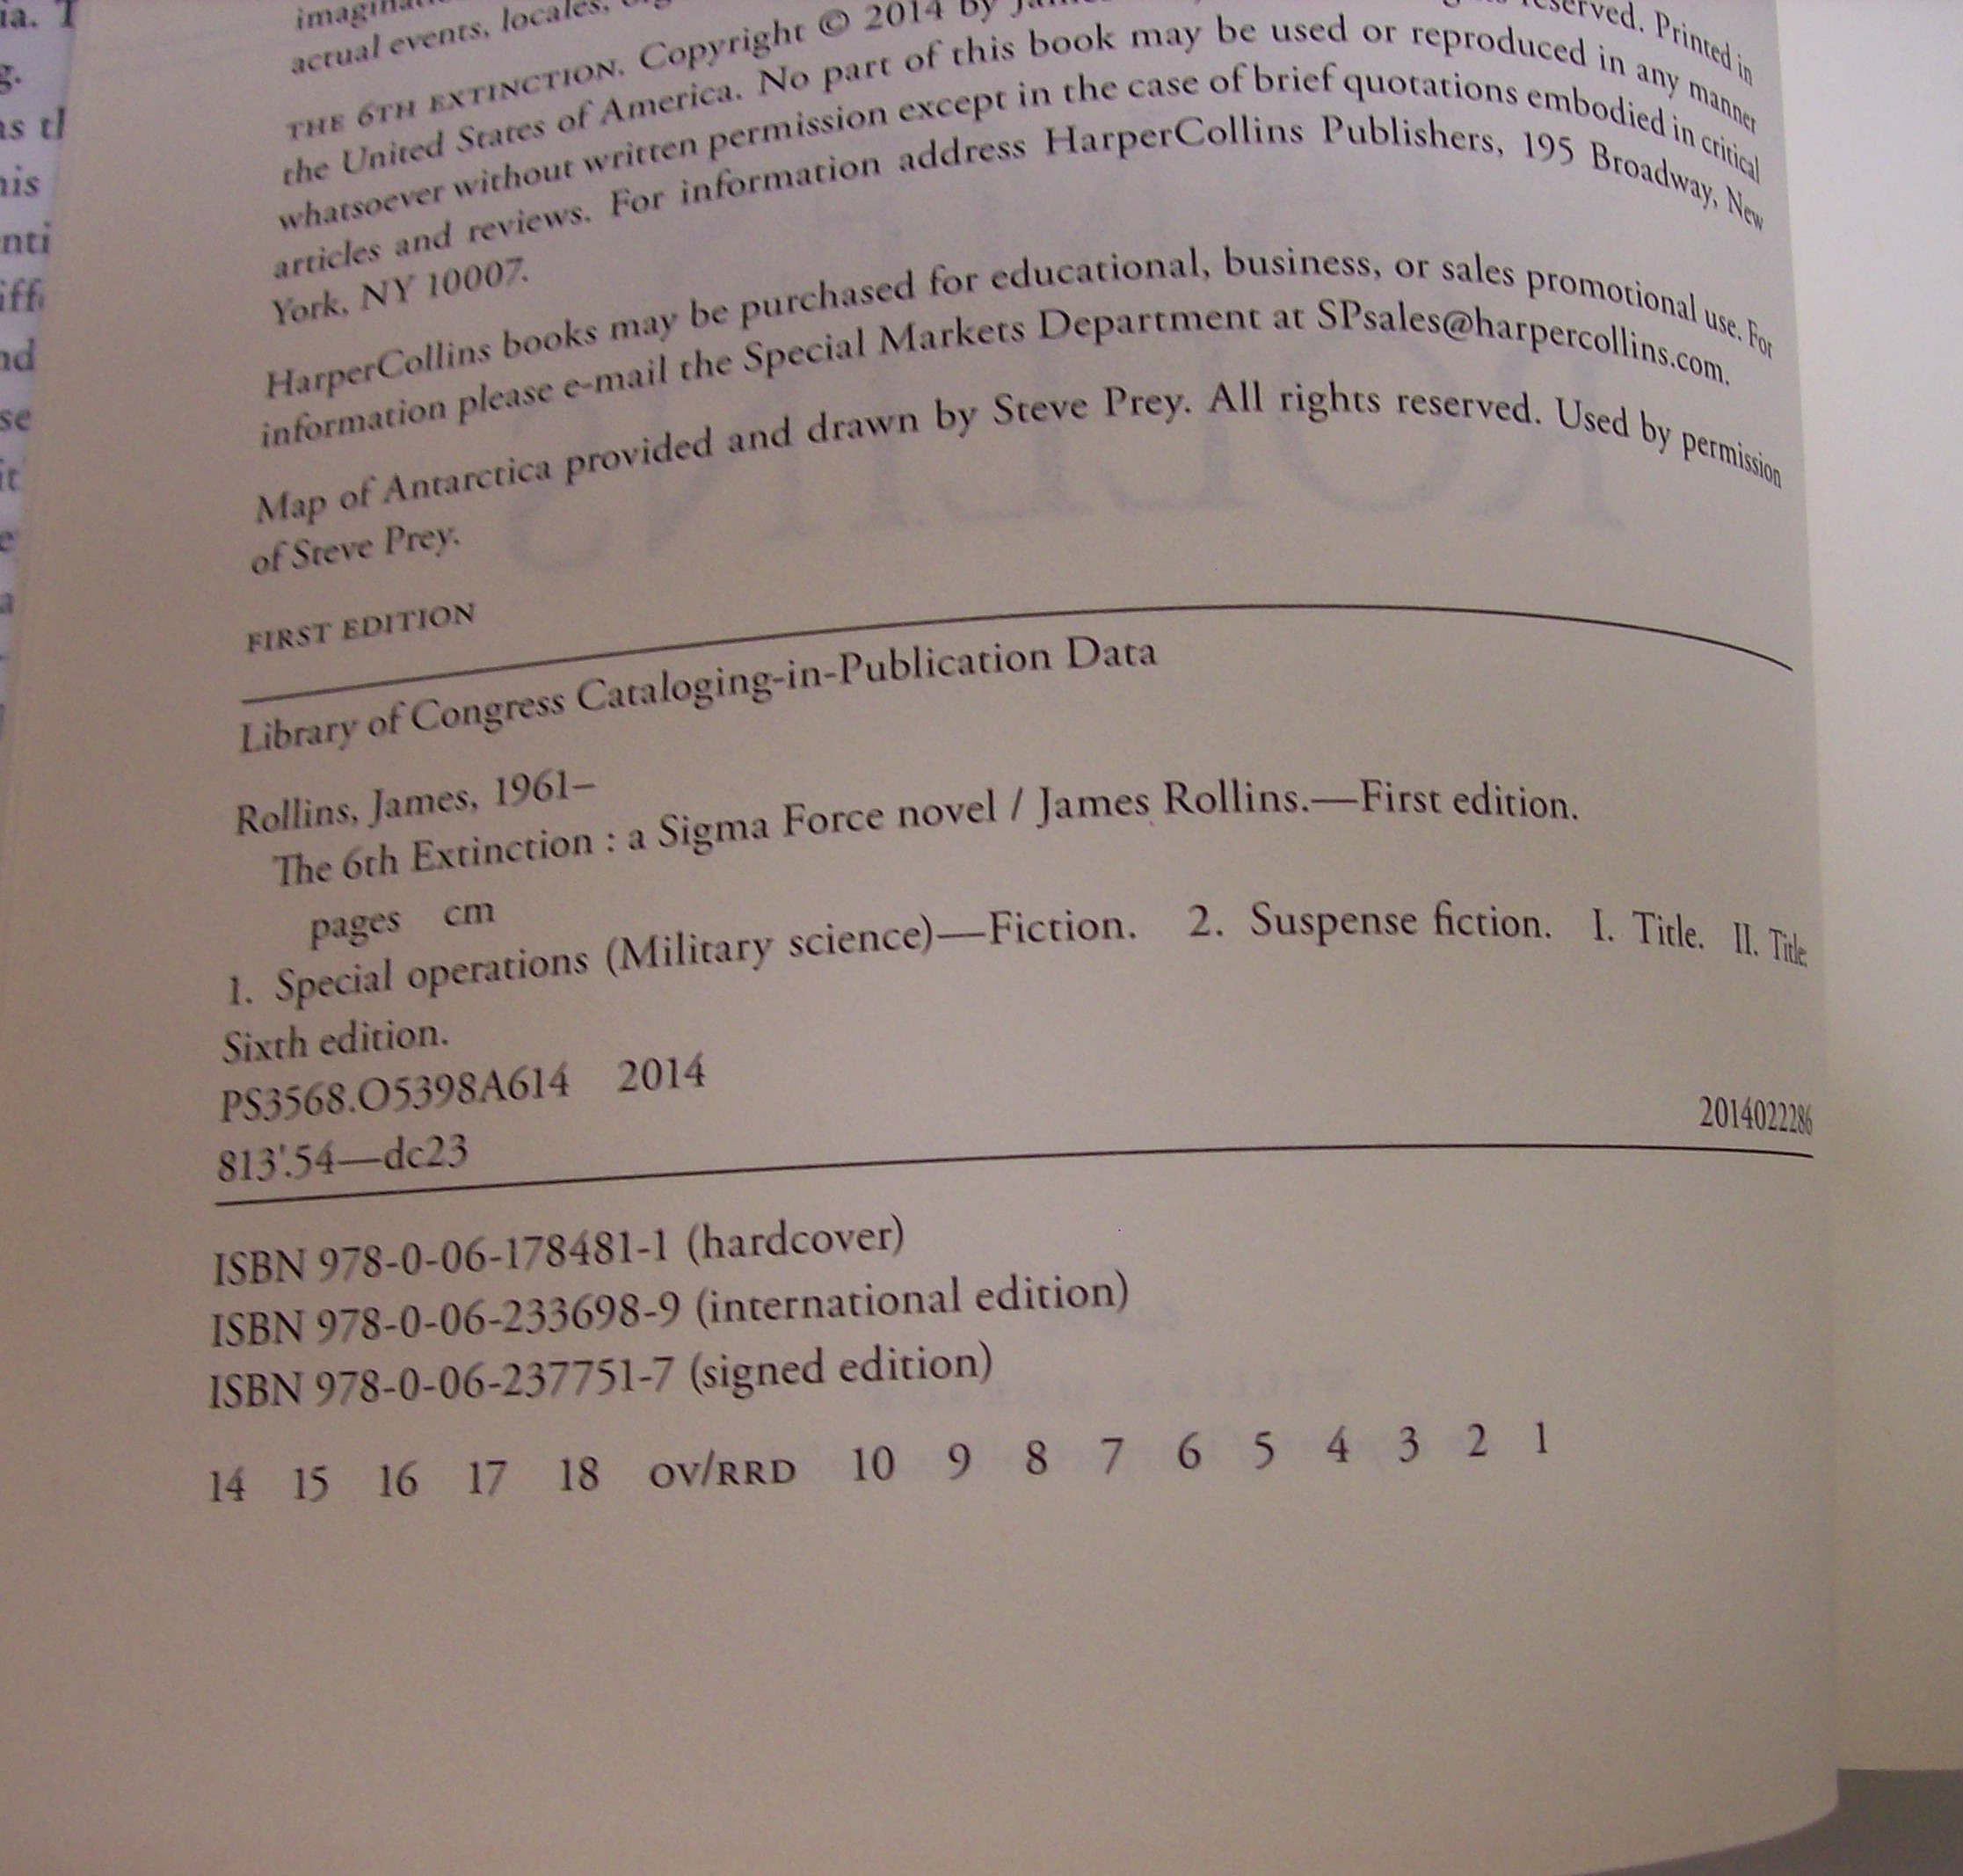 actual events, locales,
THE 6TH EXTINCTION. Copyright © 2014 by reserved. Printed in
the United States of America. No part of this book may be used or reproduced in any manner
whatsoever without written permission except in the case of brief quotations embodied in critical
articles and reviews. For information address HarperCollins Publishers, 195 Broadway, New
York, NY 10007.
HarperCollins books may be purchased for educational, business, or sales promotional use. For
information please e-mail the Special Markets Department at SPsales@harpercollins.com.
Map of Antarctica provided and drawn by Steve Prey. All rights reserved. Used by permission
of Steve Prey.
FIRST EDITION
Library of Congress Cataloging-in-Publication Data
Rollins, James, 1961–
The 6th Extinction : a Sigma Force novel / James Rollins.—First edition.
pages cm
1. Special operations (Military science)—Fiction. 2. Suspense fiction. I. Title. II. Title:
Sixth edition.
PS3568.O5398A614 2014
813'.54—dc23 2014022286
ISBN 978-0-06-178481-1 (hardcover)
ISBN 978-0-06-233698-9 (international edition)
ISBN 978-0-06-237751-7 (signed edition)
14 15 16 17 18 OV/RRD 10 9 8 7 6 5 4 3 2 1